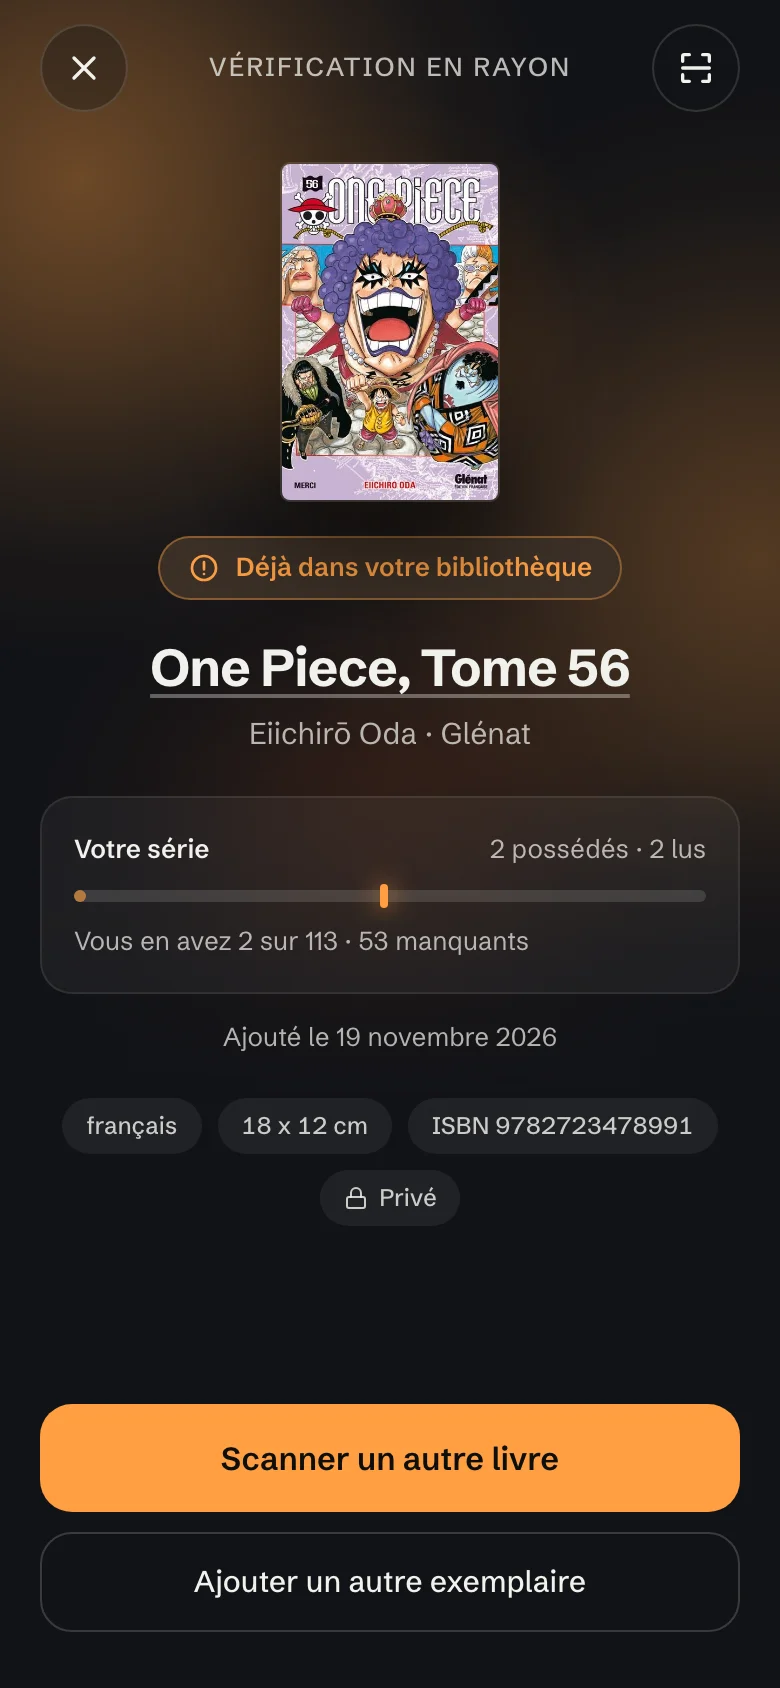 VÉRIFICATION EN RAYON
56
ONE PIECE
MERCI
EIICHIRO ODA
Glénat
ÉDITION FRANÇAISE
Déjà dans votre bibliothèque
One Piece, Tome 56
Eiichirō Oda · Glénat
Votre série
2 possédés · 2 lus
Vous en avez 2 sur 113 · 53 manquants
Ajouté le 19 novembre 2026
français
18 x 12 cm
ISBN 9782723478991
Privé
Scanner un autre livre
Ajouter un autre exemplaire